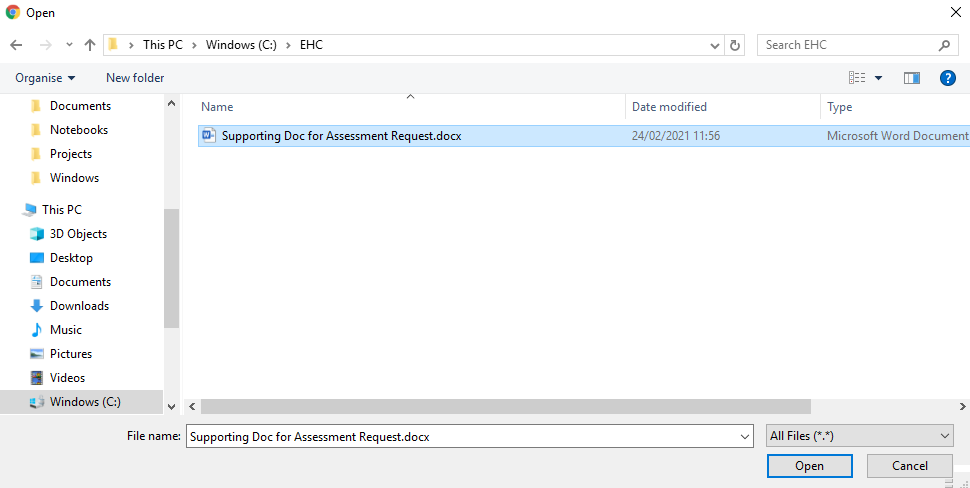 Open
This PC > Windows (C:) > EHC
Search EHC
Organise
New folder
?
Documents
Notebooks
Projects
Windows
This PC
3D Objects
Desktop
Documents
Downloads
Music
Pictures
Videos
Windows (C:)
Name
Date modified
Type
Supporting Doc for Assessment Request.docx
24/02/2021 11:56
Microsoft Word Document
File name:
Supporting Doc for Assessment Request.docx
All Files (*.*)
Open
Cancel